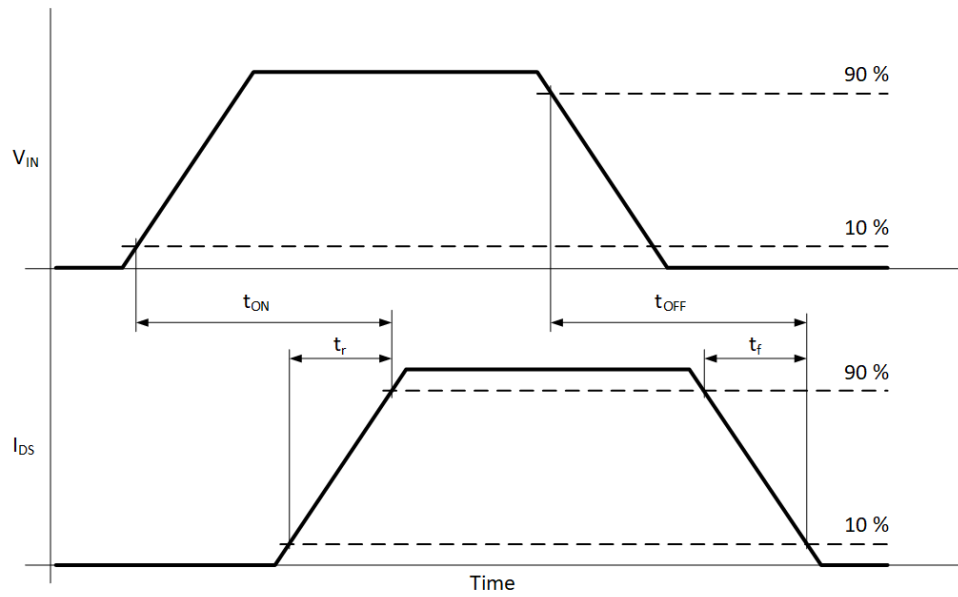 90 %
V_IN
10 %
t_ON
t_OFF
t_r
t_f
90 %
I_DS
10 %
Time